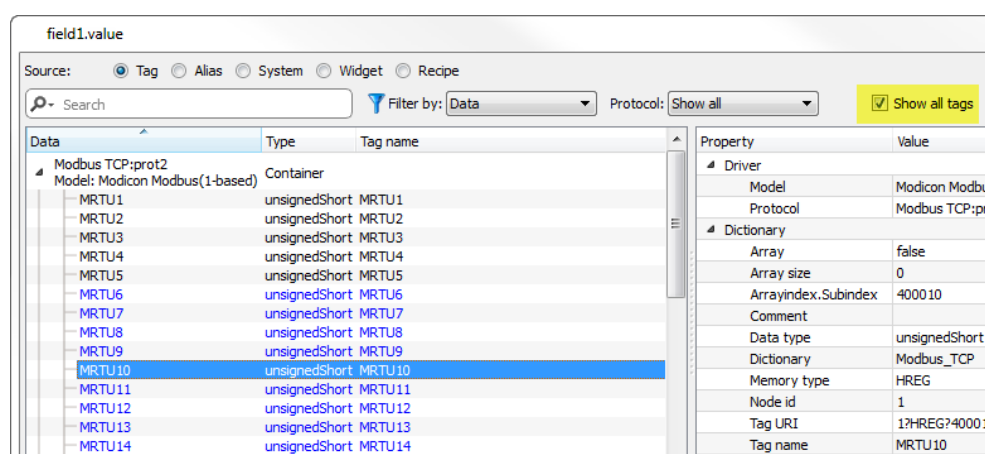 field1.value
Source: Tag Alias System Widget Recipe
Search Filter by: Data Protocol: Show all Show all tags
Data Type Tag name
Modbus TCP:prot2
Model: Modicon Modbus(1-based) Container
MRTU1 unsignedShort MRTU1
MRTU2 unsignedShort MRTU2
MRTU3 unsignedShort MRTU3
MRTU4 unsignedShort MRTU4
MRTU5 unsignedShort MRTU5
MRTU6 unsignedShort MRTU6
MRTU7 unsignedShort MRTU7
MRTU8 unsignedShort MRTU8
MRTU9 unsignedShort MRTU9
MRTU10 unsignedShort MRTU10
MRTU11 unsignedShort MRTU11
MRTU12 unsignedShort MRTU12
MRTU13 unsignedShort MRTU13
MRTU14 unsignedShort MRTU14
Property Value
Driver
Model Modicon Modbu
Protocol Modbus TCP:p
Dictionary
Array false
Array size 0
Arrayindex.Subindex 400010
Comment
Data type unsignedShort
Dictionary Modbus_TCP
Memory type HREG
Node id 1
Tag URI 1?HREG?40001
Tag name MRTU10